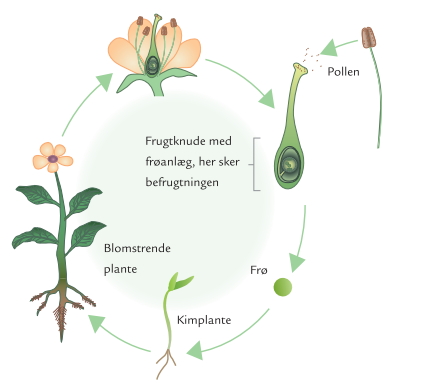 Pollen
Frugtknude med
frøanlæg, her sker
befrugtningen
Blomstrende
plante
Frø
Kimplante